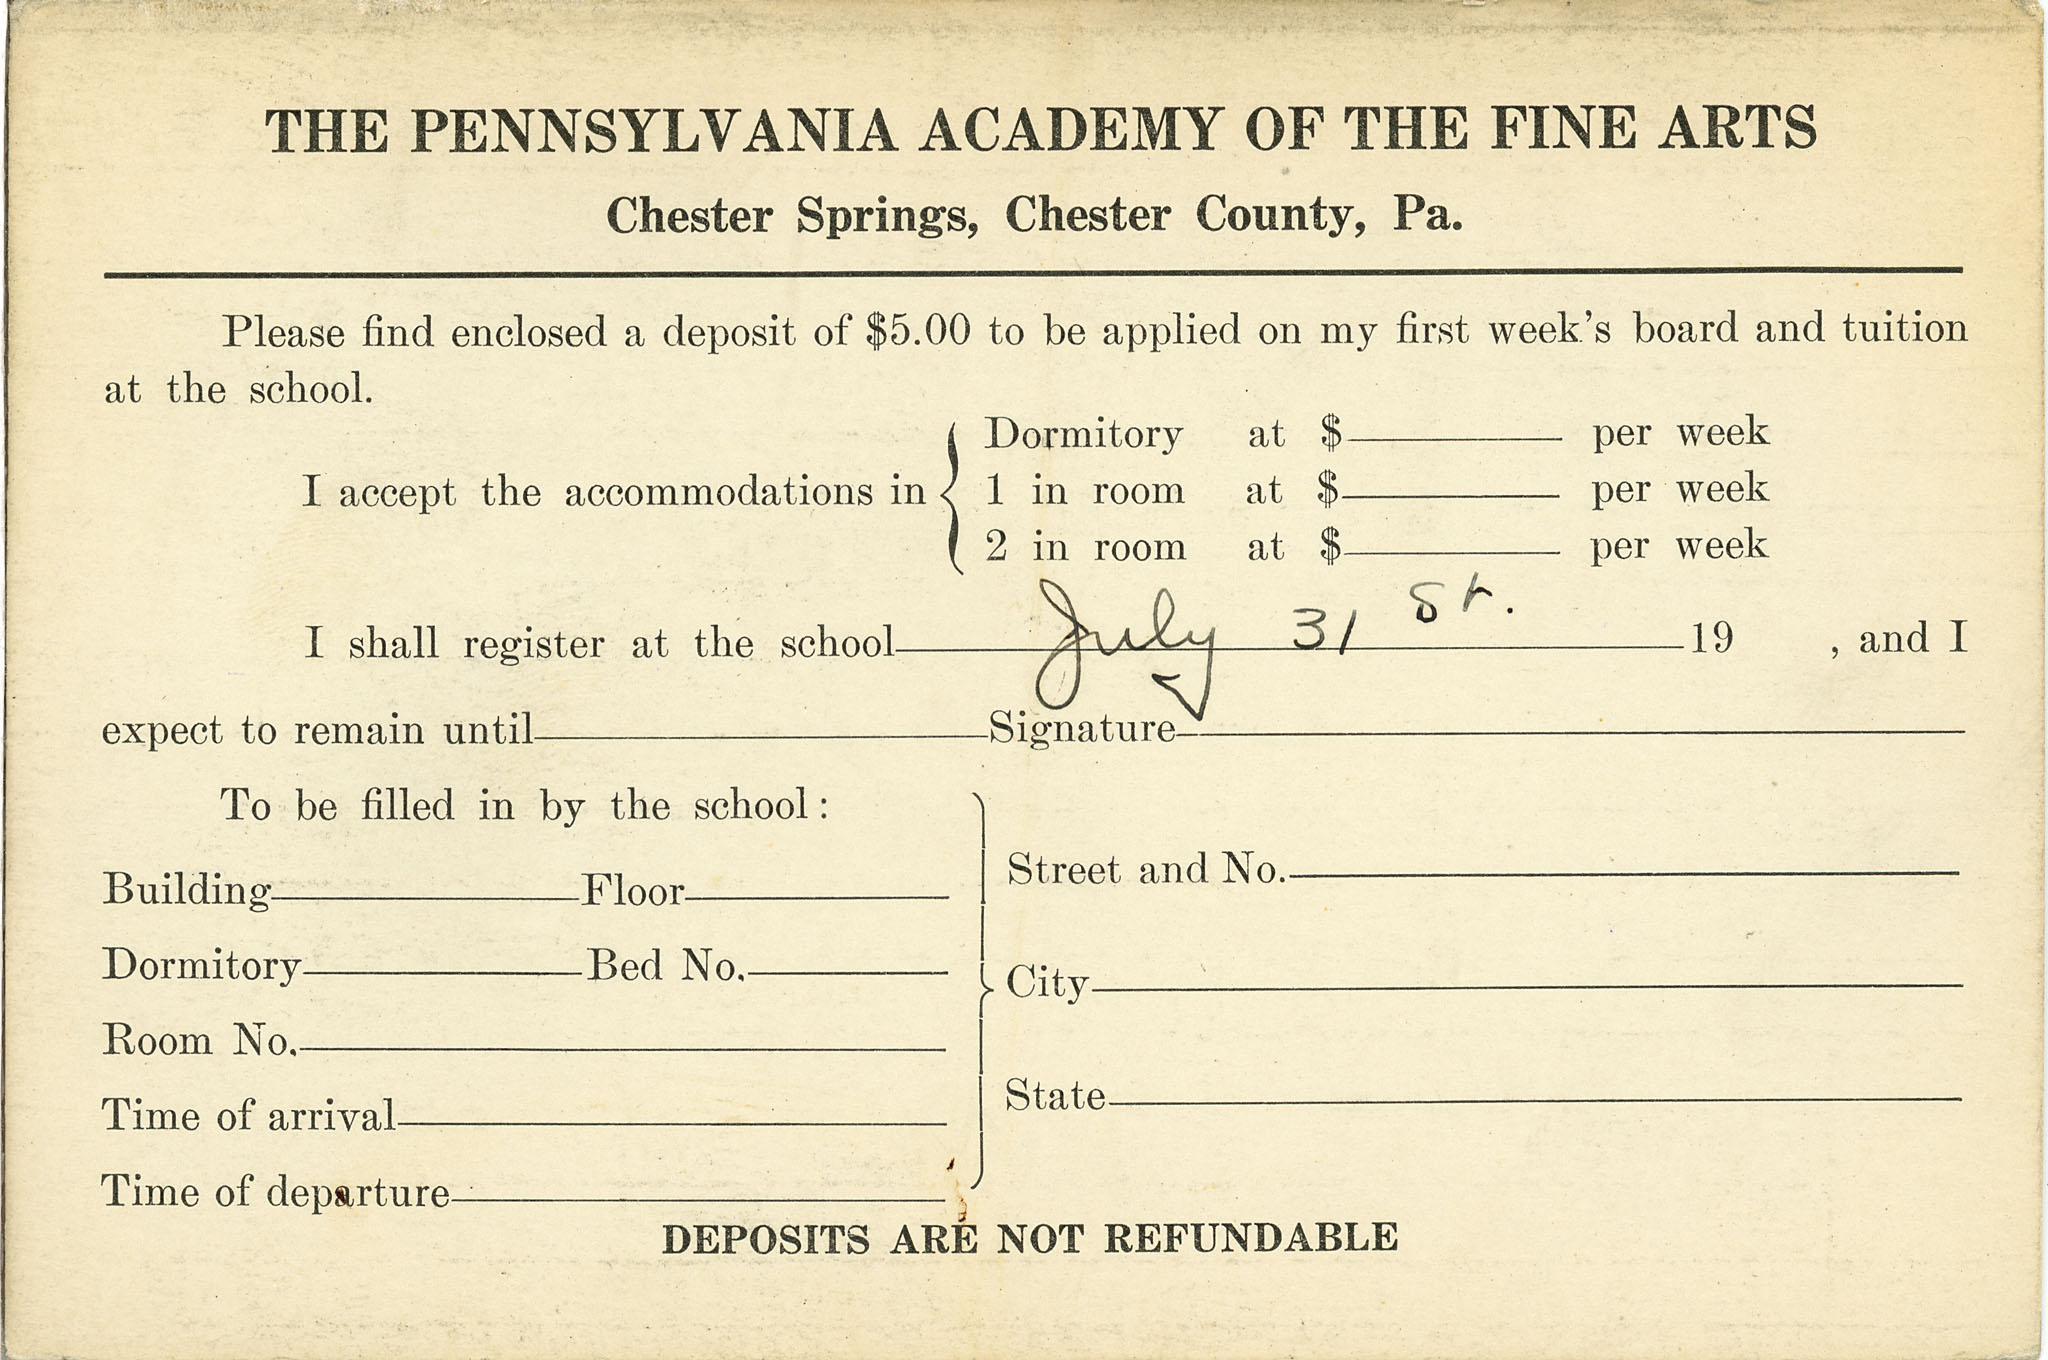 THE PENNSYLVANIA ACADEMY OF THE FINE ARTS
Chester Springs, Chester County, Pa.
Please find enclosed a deposit of $5.00 to be applied on my first week's board and tuition
at the school.
Dormitory at $ per week
I accept the accommodations in 1 in room at $ per week
2 in room at $ per week
I shall register at the school July 31 St. 19 , and I
expect to remain until Signature
To be filled in by the school:
Building Floor
Dormitory Bed No.
Room No.
Time of arrival
Time of departure
Street and No.
City
State
DEPOSITS ARE NOT REFUNDABLE